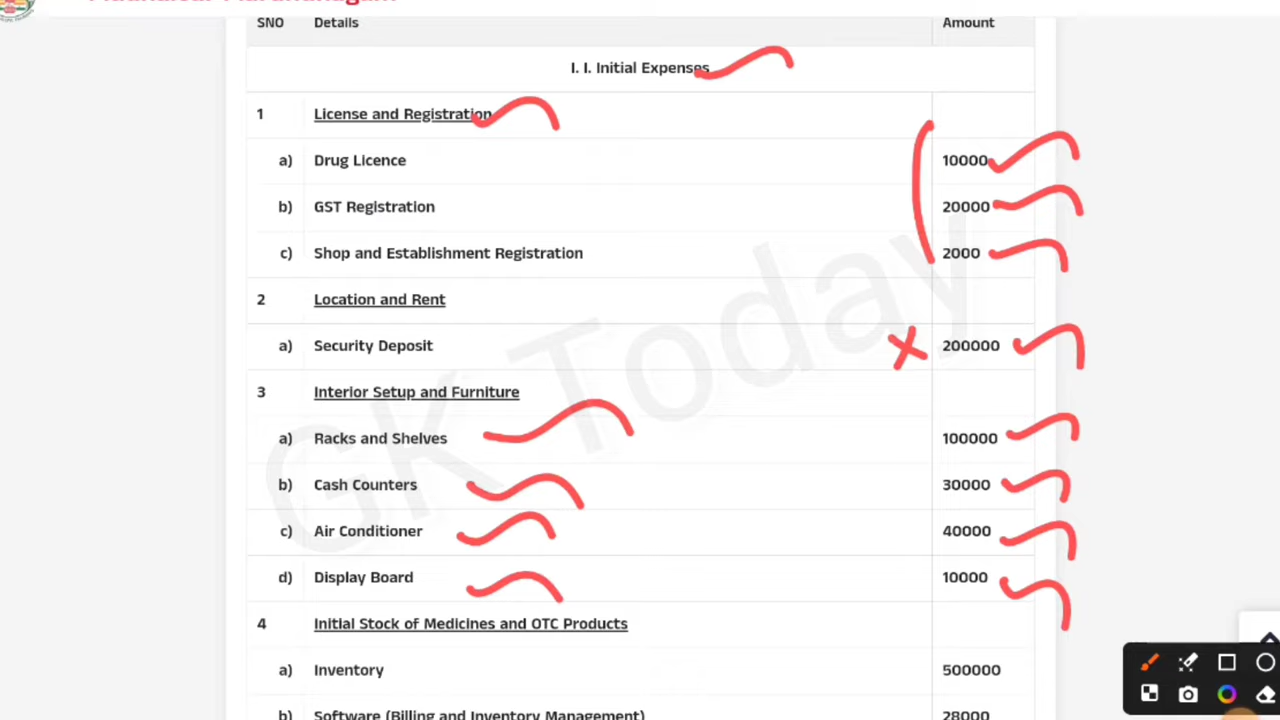 SNO Details Amount
I. I. Initial Expenses
1 License and Registration
a) Drug Licence 10000
b) GST Registration 20000
c) Shop and Establishment Registration 2000
2 Location and Rent
a) Security Deposit 200000
3 Interior Setup and Furniture
a) Racks and Shelves 100000
b) Cash Counters 30000
c) Air Conditioner 40000
d) Display Board 10000
4 Initial Stock of Medicines and OTC Products
a) Inventory 500000
b) Software (Billing and Inventory Management) 28000
GK Today